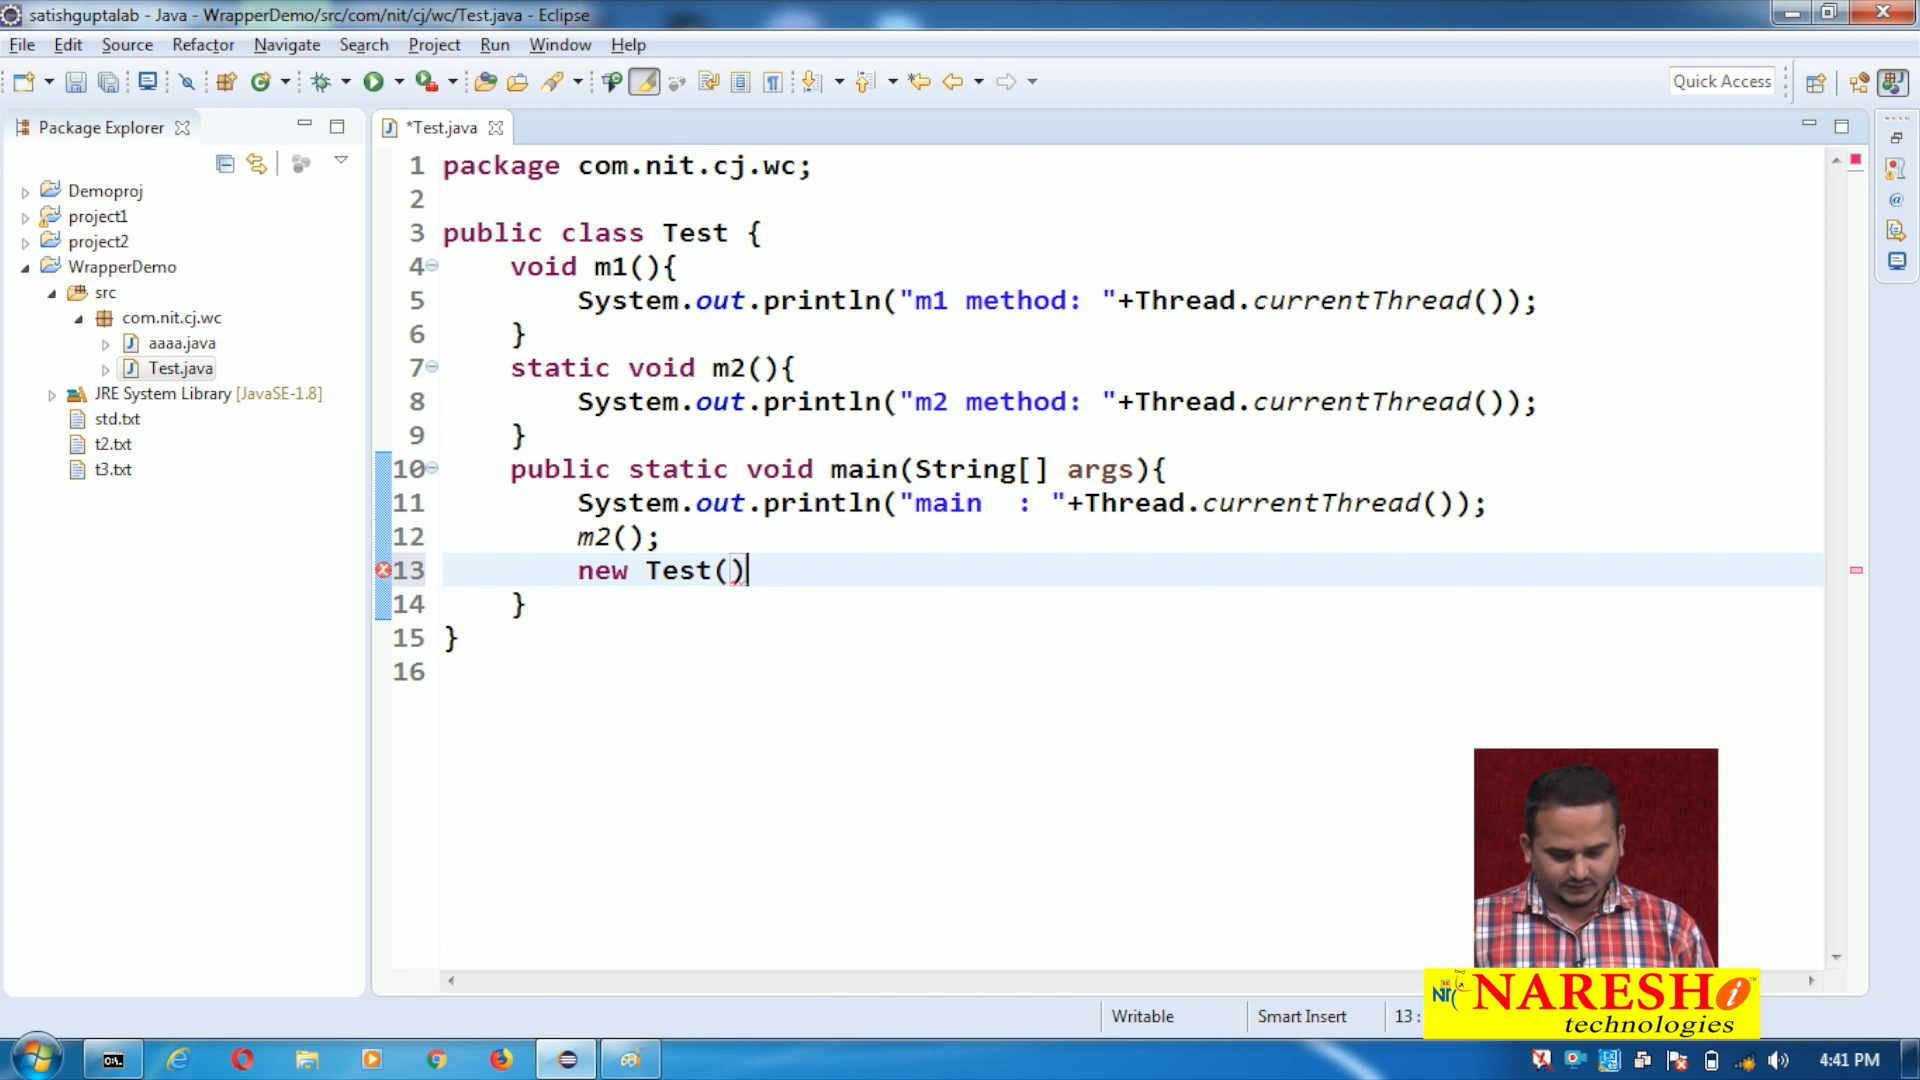 satishguptalab - Java - WrapperDemo/src/com/nit/cj/wc/Test.java - Eclipse
File Edit Source Refactor Navigate Search Project Run Window Help
Quick Access
Package Explorer
*Test.java
Demoproj
project1
project2
WrapperDemo
src
com.nit.cj.wc
aaaa.java
Test.java
JRE System Library [JavaSE-1.8]
std.txt
t2.txt
t3.txt
1 package com.nit.cj.wc;
2
3 public class Test {
4 void m1(){
5 System.out.println("m1 method: "+Thread.currentThread());
6 }
7 static void m2(){
8 System.out.println("m2 method: "+Thread.currentThread());
9 }
10 public static void main(String[] args){
11 System.out.println("main  : "+Thread.currentThread());
12 m2();
13 new Test()
14 }
15 }
16
Writable Smart Insert 13 :
NARESH i
technologies
4:41 PM